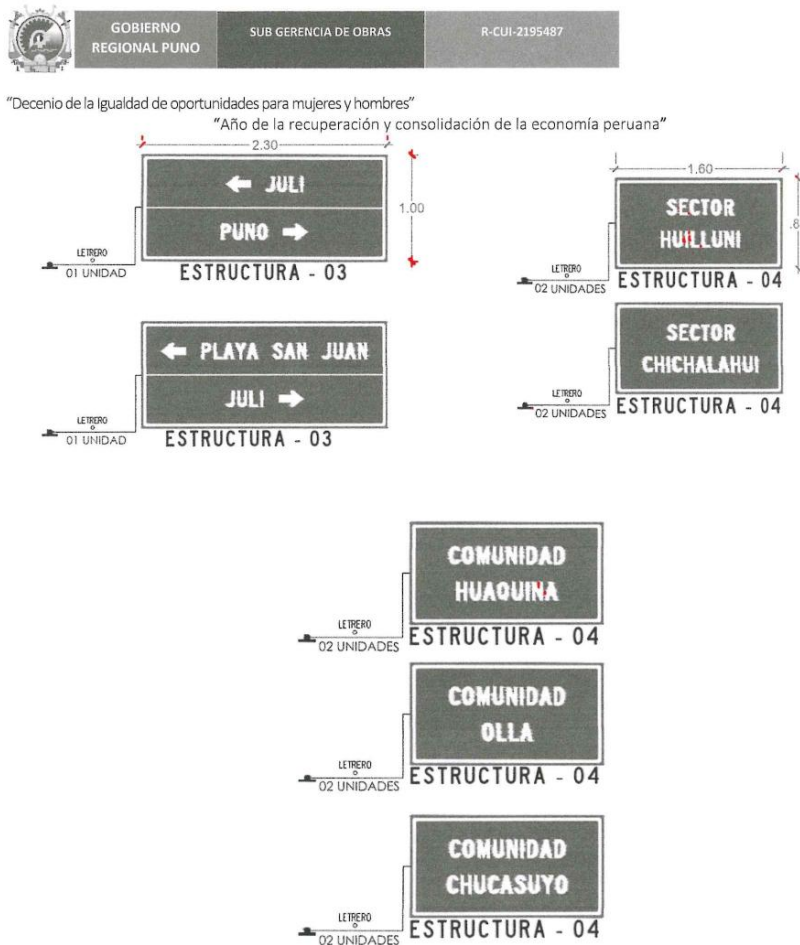 GOBIERNO
REGIONAL PUNO
SUB GERENCIA DE OBRAS
R-CUI-2195487
“Decenio de la Igualdad de oportunidades para mujeres y hombres”
“Año de la recuperación y consolidación de la economía peruana”
2.30
← JULI
PUNO →
1.00
LETRERO
01 UNIDAD
ESTRUCTURA - 03
1.60
SECTOR
HUILLUNI
.8
LETRERO
02 UNIDADES
ESTRUCTURA - 04
← PLAYA SAN JUAN
JULI →
LETRERO
01 UNIDAD
ESTRUCTURA - 03
SECTOR
CHICHALAHUI
LETRERO
02 UNIDADES
ESTRUCTURA - 04
COMUNIDAD
HUAQUINA
LETRERO
02 UNIDADES
ESTRUCTURA - 04
COMUNIDAD
OLLA
LETRERO
02 UNIDADES
ESTRUCTURA - 04
COMUNIDAD
CHUCASUYO
LETRERO
02 UNIDADES
ESTRUCTURA - 04